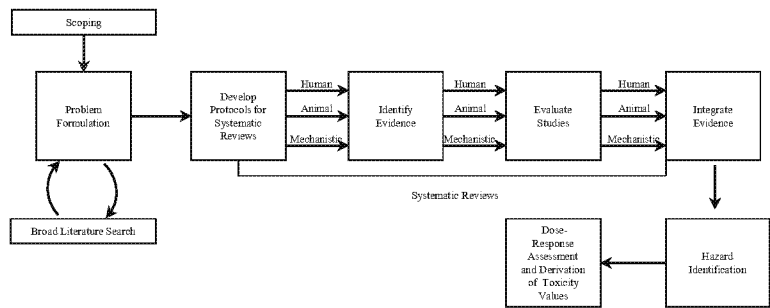 Scoping
Problem
Formulation
Broad Literature Search
Develop
Protocols for
Systematic
Reviews
Human
Animal
Mechanistic
Identify
Evidence
Human
Animal
Mechanistic
Evaluate
Studies
Human
Animal
Mechanistic
Integrate
Evidence
Systematic Reviews
Hazard
Identification
Dose-
Response
Assessment
and Derivation
of Toxicity
Values